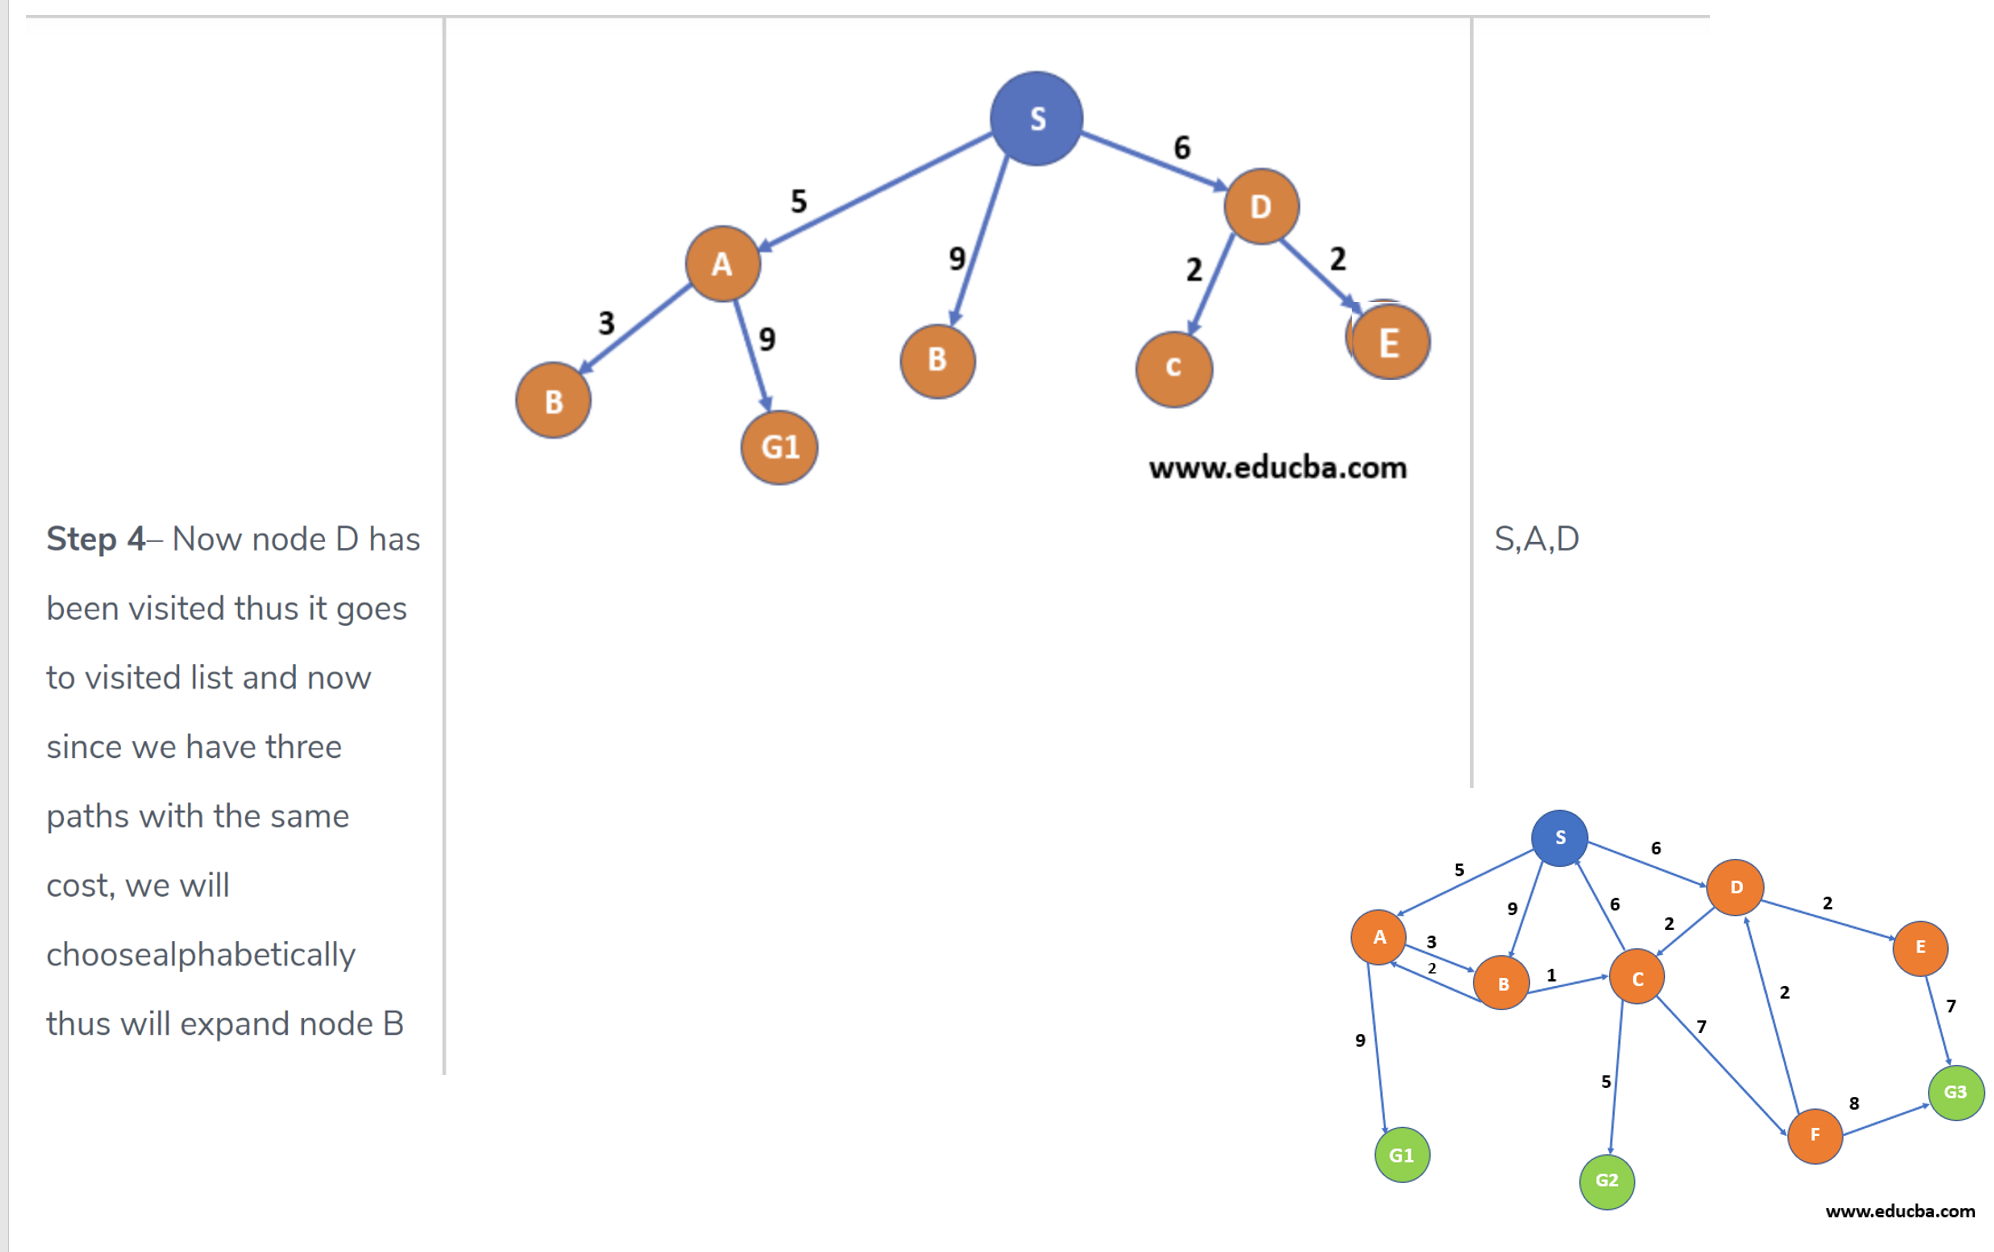 S
6
D
5
A
9
2
2
3
9
E
B
c
B
G1
www.educba.com
Step 4– Now node D has
been visited thus it goes
to visited list and now
since we have three
paths with the same
cost, we will
choosealphabetically
thus will expand node B
S,A,D
S
6
5
D
2
9
6
2
A
3
E
2
B
1
C
2
7
7
9
5
G3
8
F
G1
G2
www.educba.com